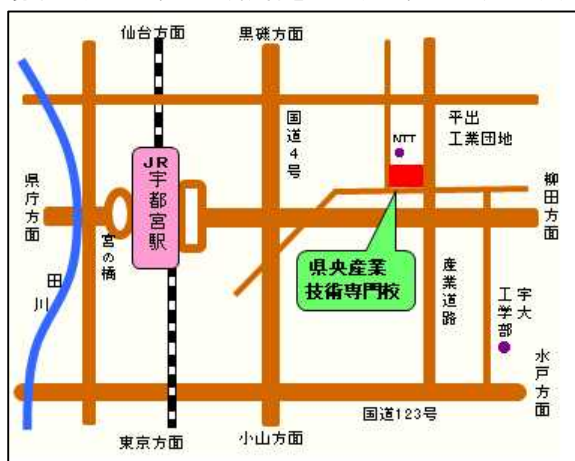 仙台方面
黒磯方面
国道4号
平出
工業団地
NTT
JR
宇都宮駅
県庁方面
宮の橋
田川
柳田方面
県央産業
技術専門校
産業道路
宇大
工学部
水戸方面
国道123号
東京方面
小山方面